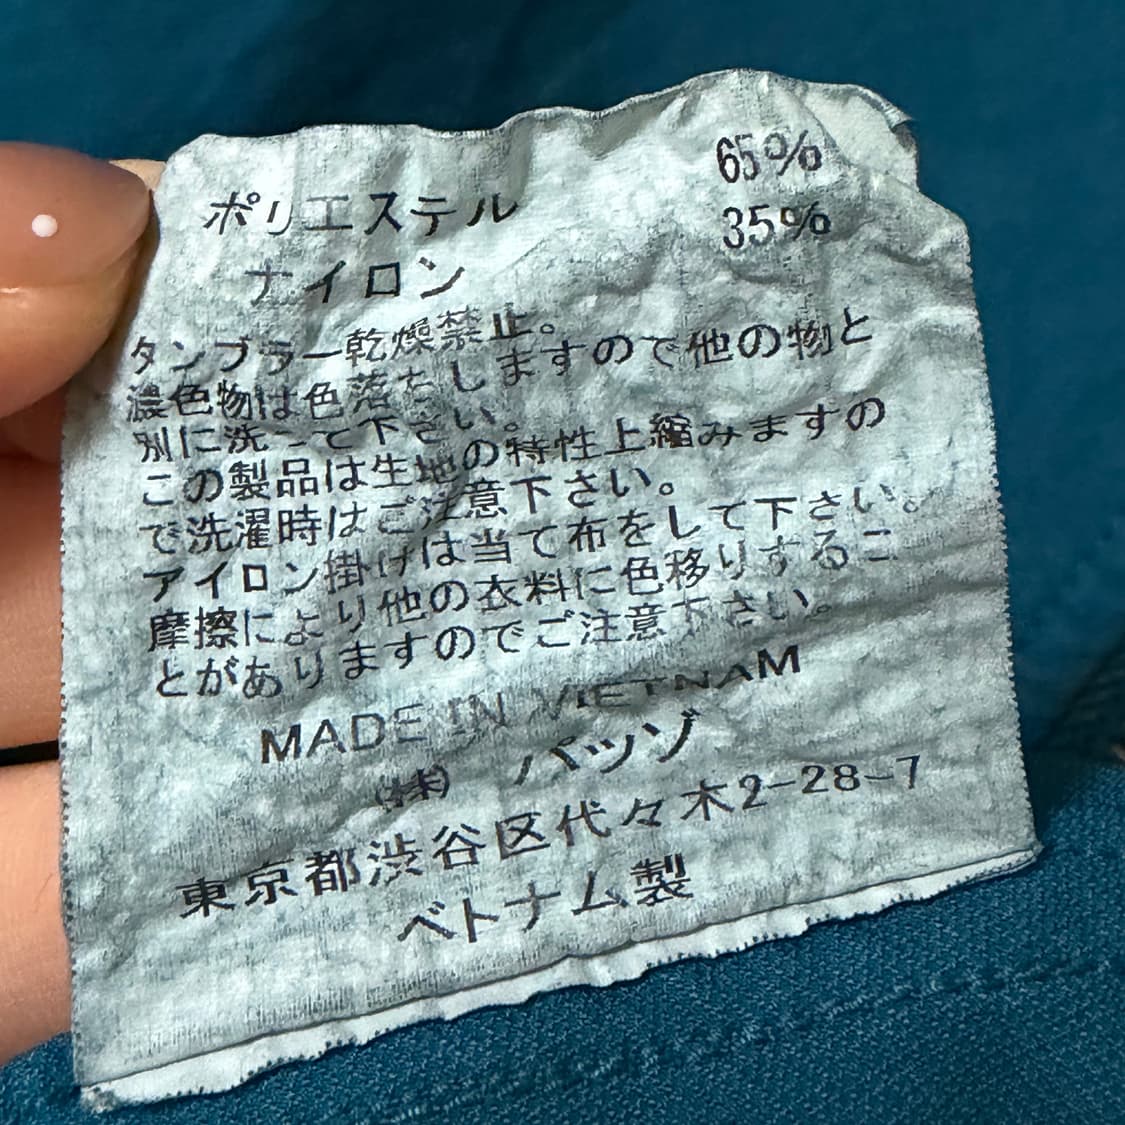 ポリエステル 65%
ナイロン 35%
タンブラー乾燥禁止。
濃色物は色落ちしますので他の物と
別に洗って下さい。
この製品は生地の特性上縮みますの
で洗濯時はご注意下さい。
アイロン掛けは当て布をして下さい。
摩擦により他の衣料に色移りするこ
とがありますのでご注意下さい。
MADE IN VIETNAM
(株) パッゾ
東京都渋谷区代々木2-28-7
ベトナム製